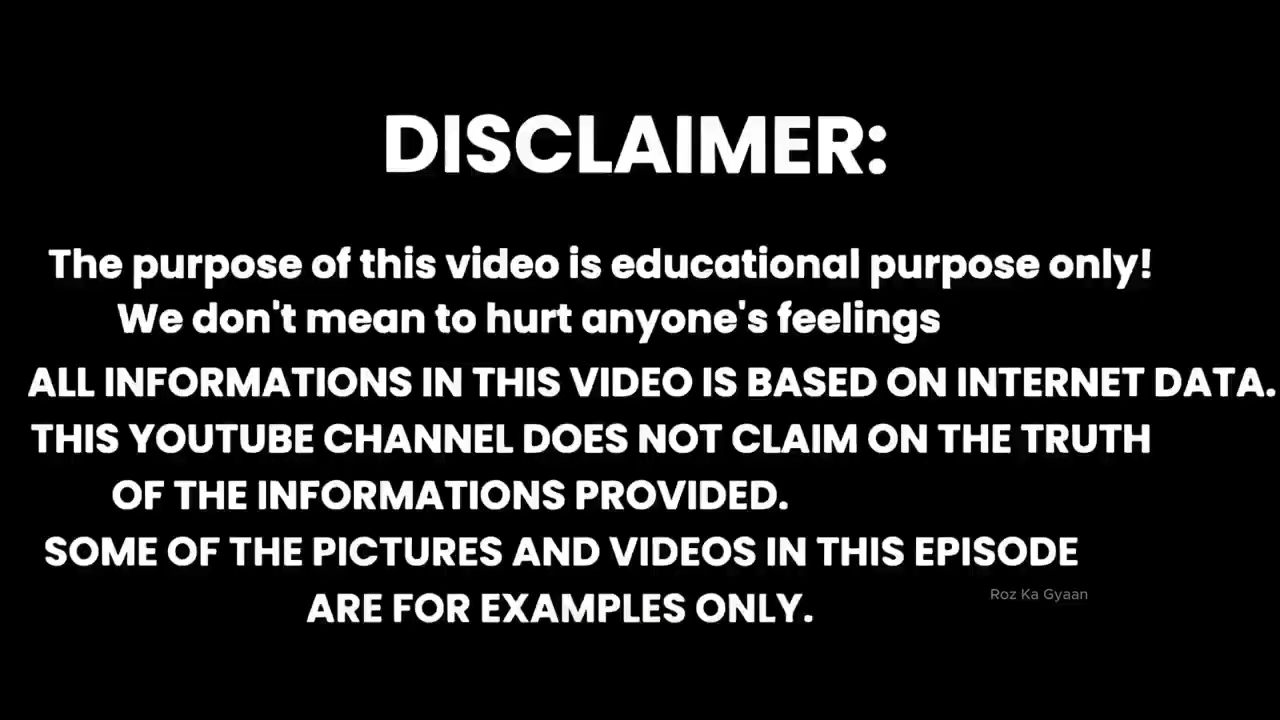 DISCLAIMER:
The purpose of this video is educational purpose only!
We don't mean to hurt anyone's feelings
ALL INFORMATIONS IN THIS VIDEO IS BASED ON INTERNET DATA.
THIS YOUTUBE CHANNEL DOES NOT CLAIM ON THE TRUTH
OF THE INFORMATIONS PROVIDED.
SOME OF THE PICTURES AND VIDEOS IN THIS EPISODE
ARE FOR EXAMPLES ONLY.
Roz Ka Gyaan